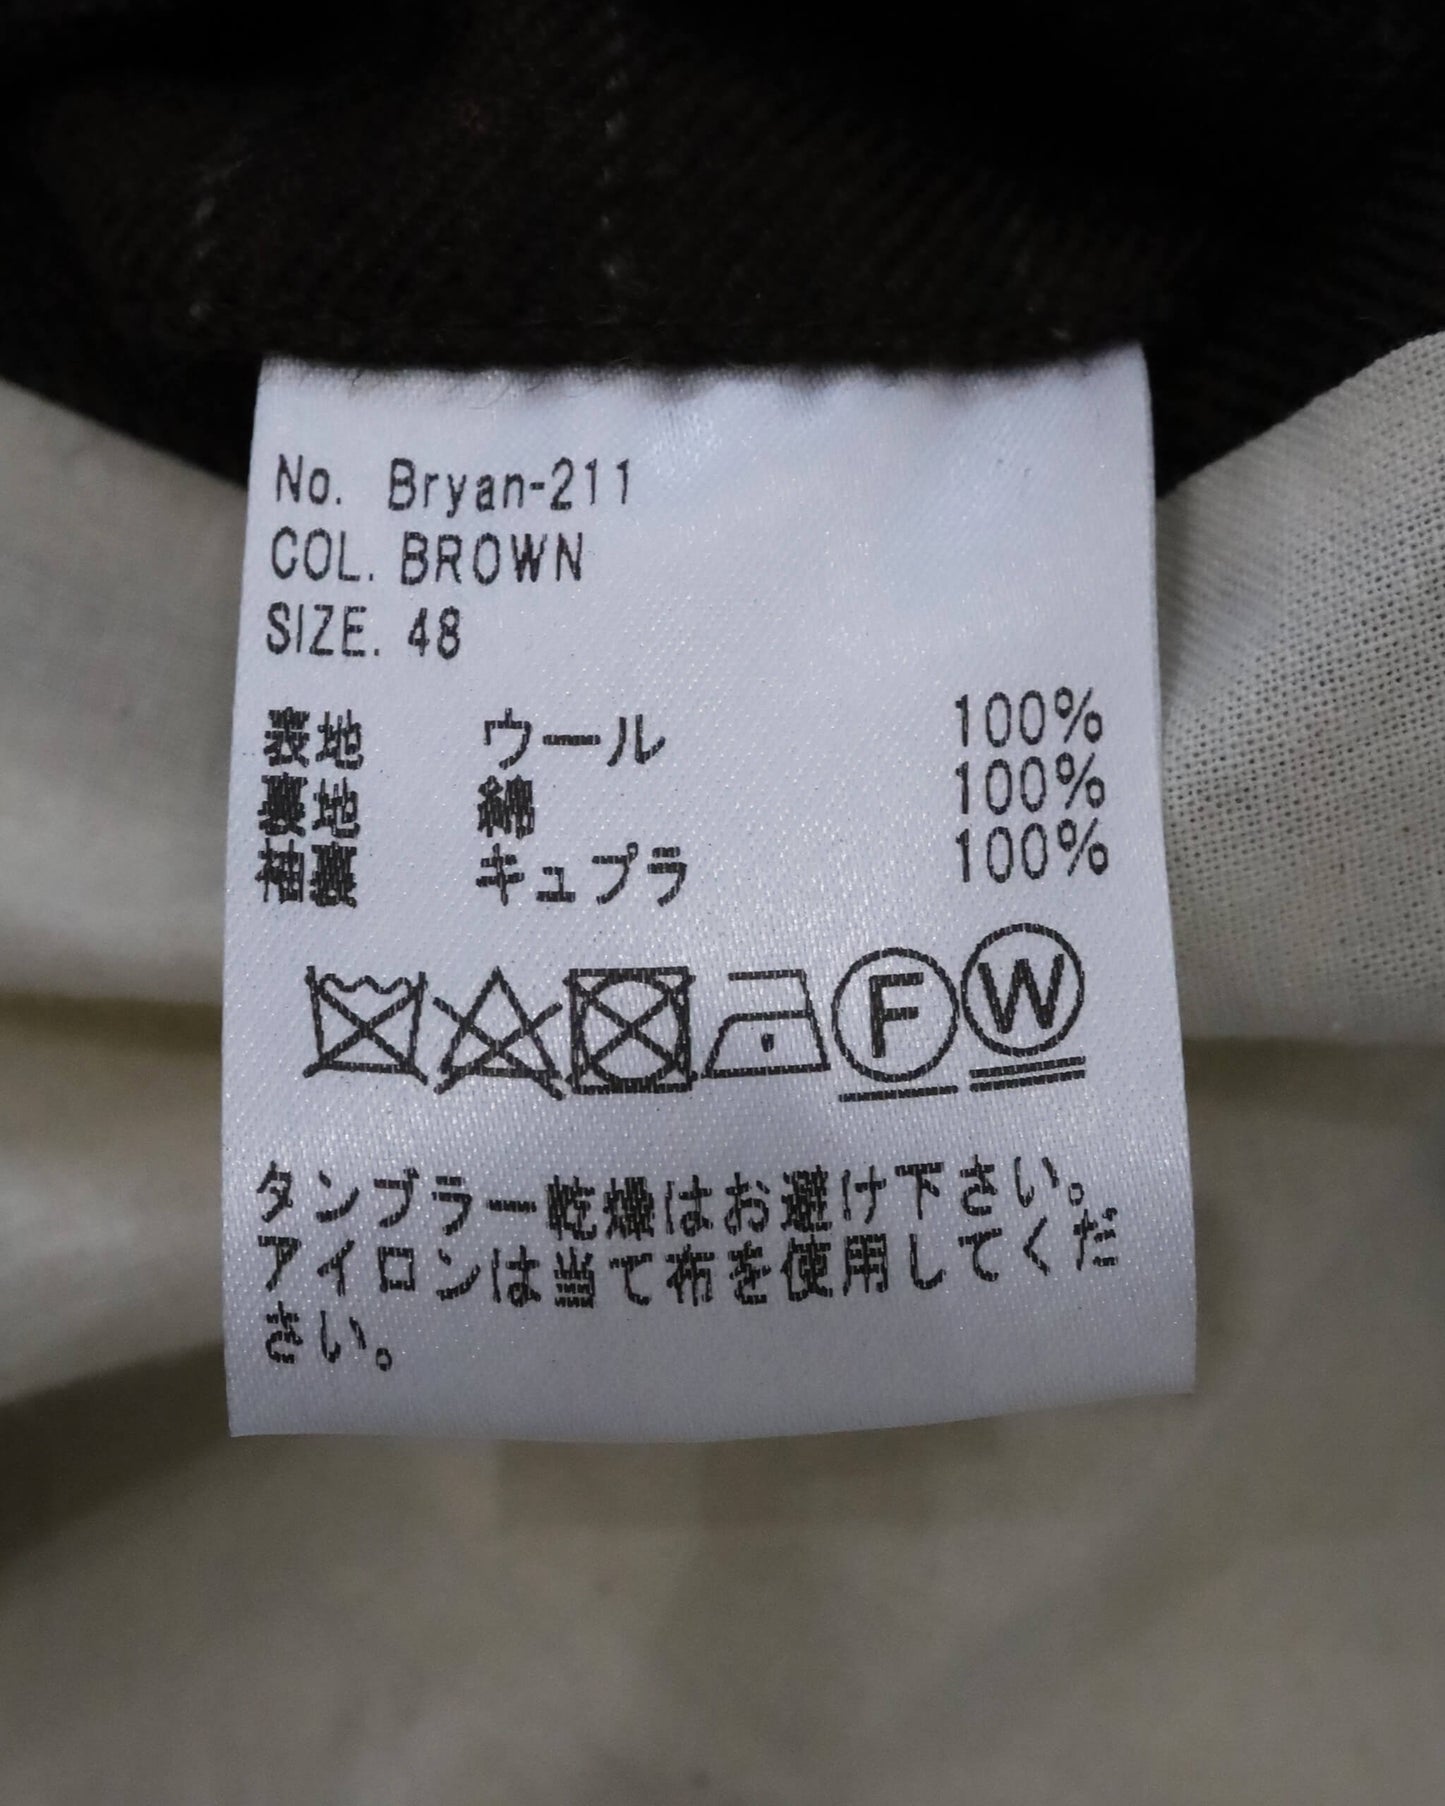 No. Bryan-211
COL. BROWN
SIZE. 48
表地 ウール 100%
裏地 綿 100%
袖裏 キュプラ 100%
F W
タンブラー乾燥はお避け下さい。
アイロンは当て布を使用してくだ
さい。